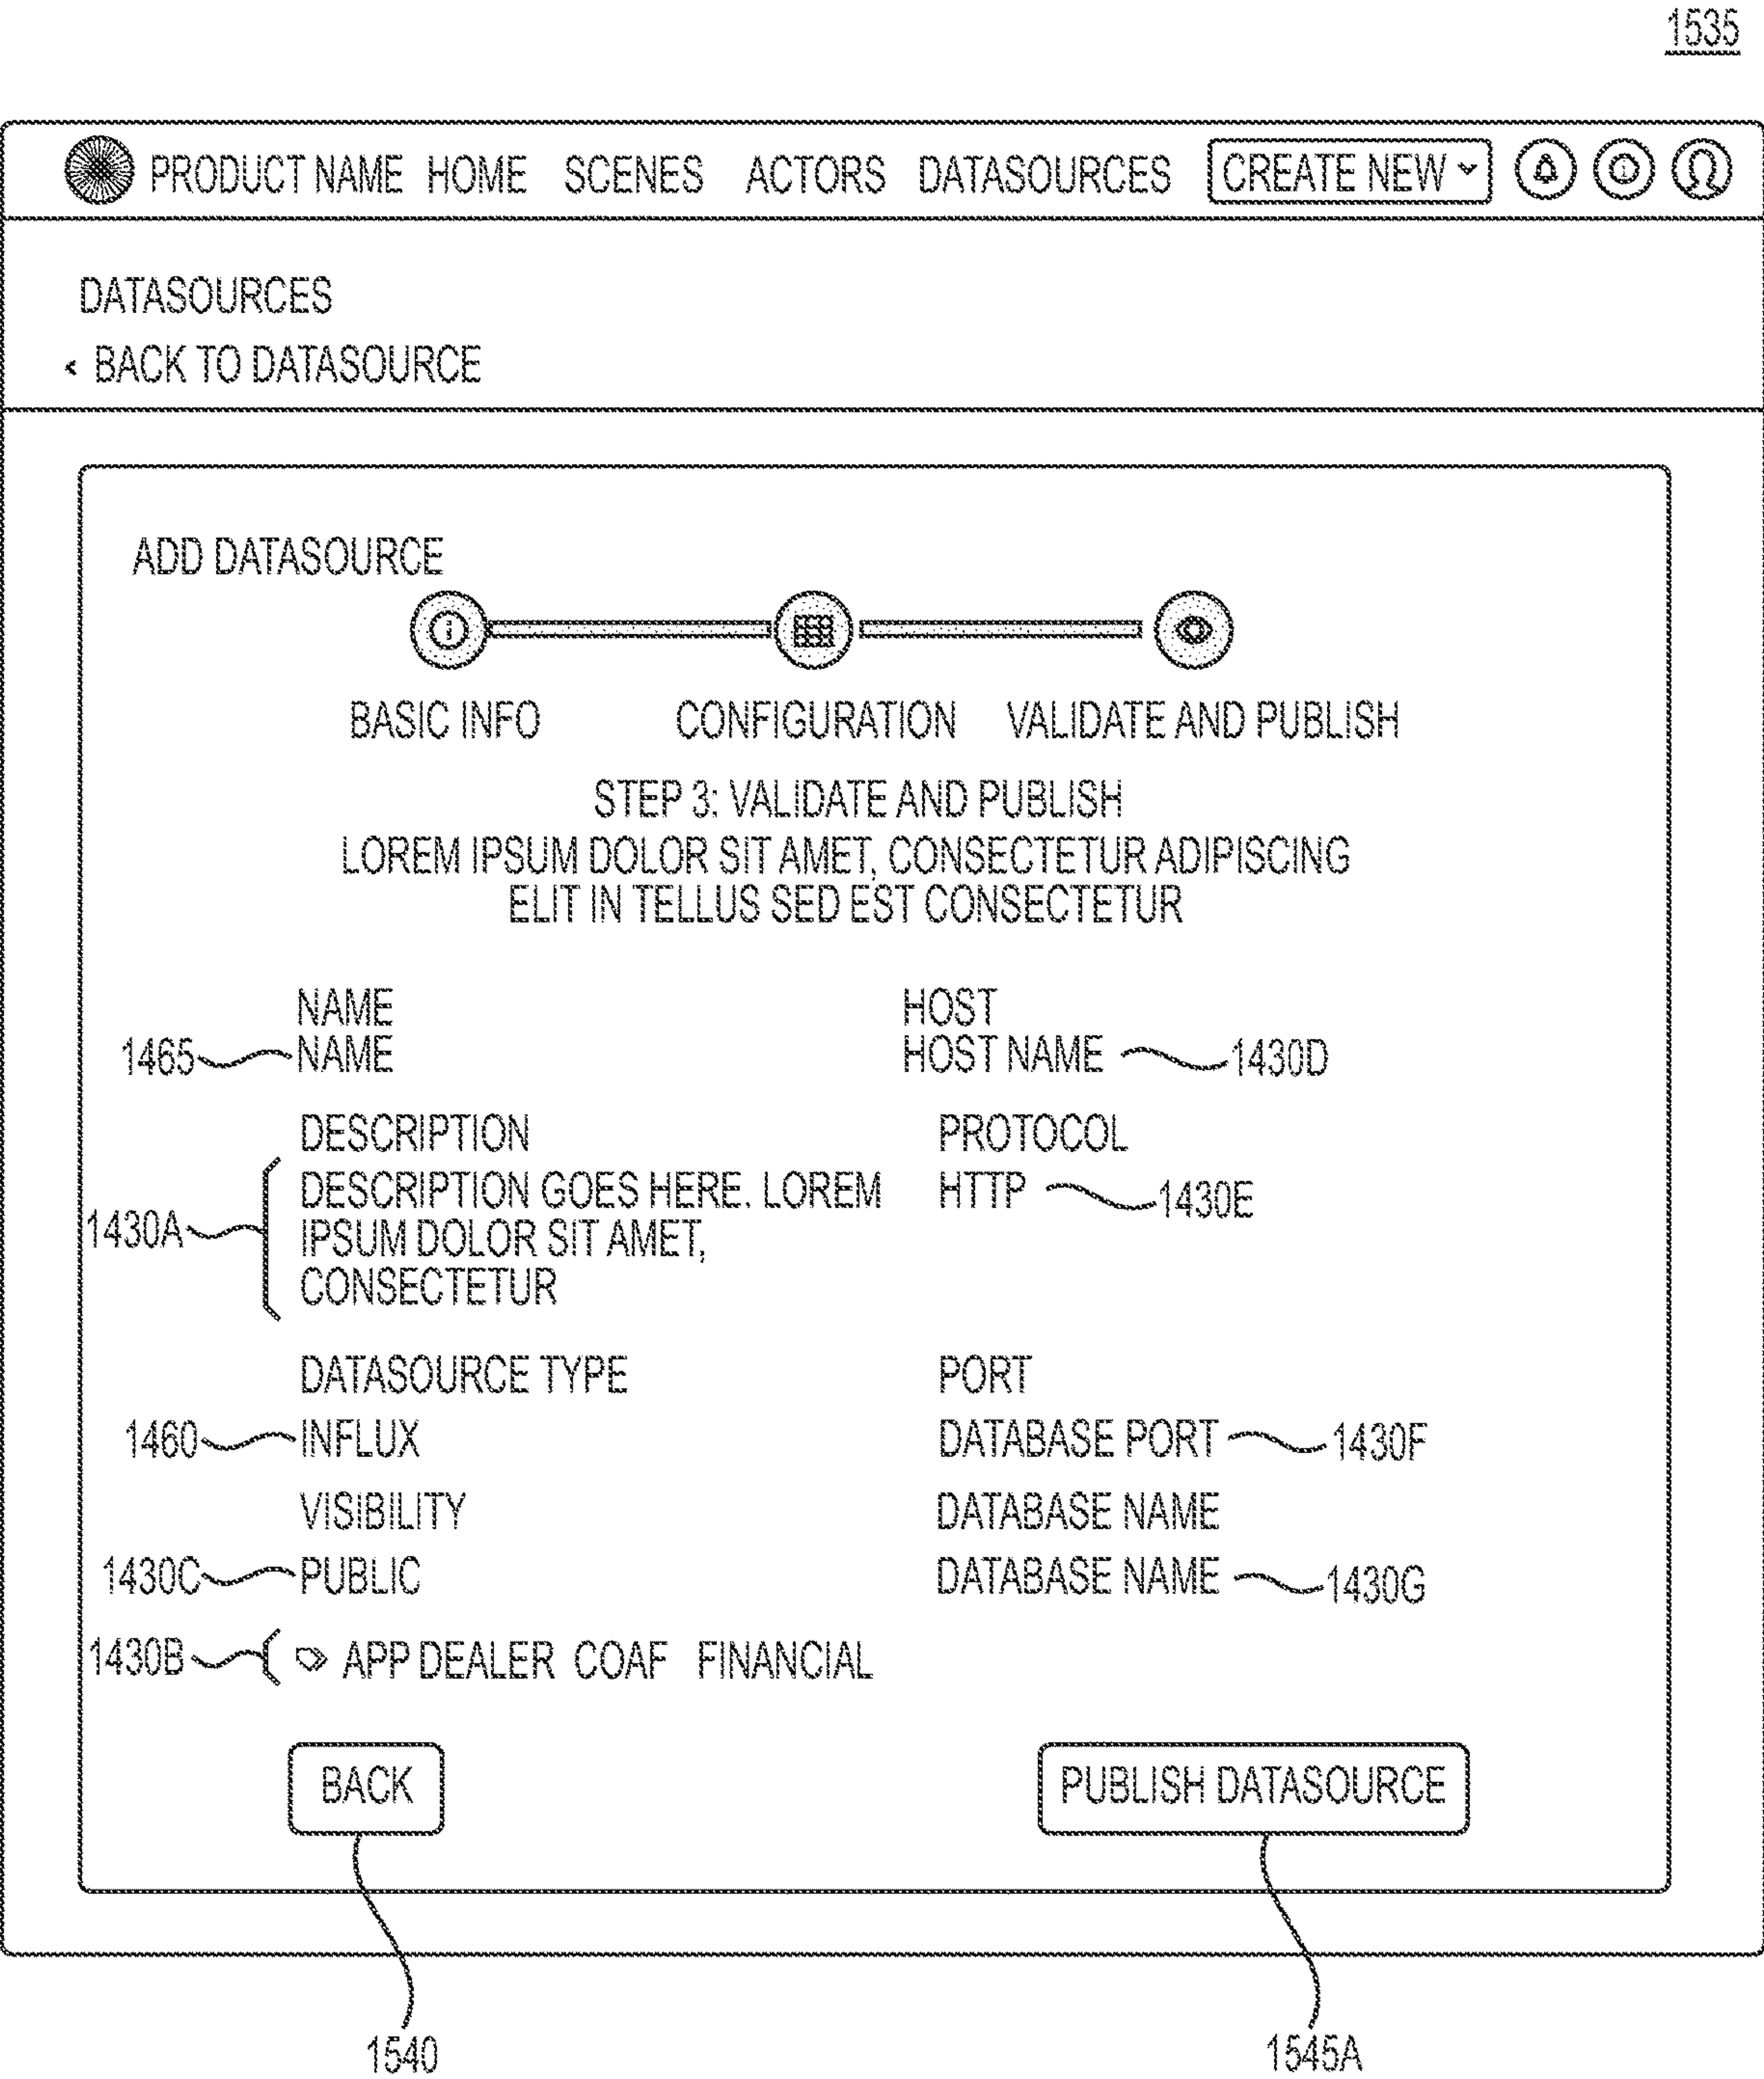 1535
PRODUCT NAME HOME SCENES ACTORS DATASOURCES CREATE NEW
DATASOURCES
< BACK TO DATASOURCE
ADD DATASOURCE
BASIC INFO CONFIGURATION VALIDATE AND PUBLISH
STEP 3: VALIDATE AND PUBLISH
LOREM IPSUM DOLOR SIT AMET, CONSECTETUR ADIPISCING
ELIT IN TELLUS SED EST CONSECTETUR
NAME HOST
1465 NAME HOST NAME 1430D
DESCRIPTION PROTOCOL
DESCRIPTION GOES HERE. LOREM HTTP 1430E
1430A IPSUM DOLOR SIT AMET,
CONSECTETUR
DATASOURCE TYPE PORT
1460 INFLUX DATABASE PORT 1430F
VISIBILITY DATABASE NAME
1430C PUBLIC DATABASE NAME 1430G
1430B APP DEALER COAF FINANCIAL
BACK PUBLISH DATASOURCE
1540 1545A